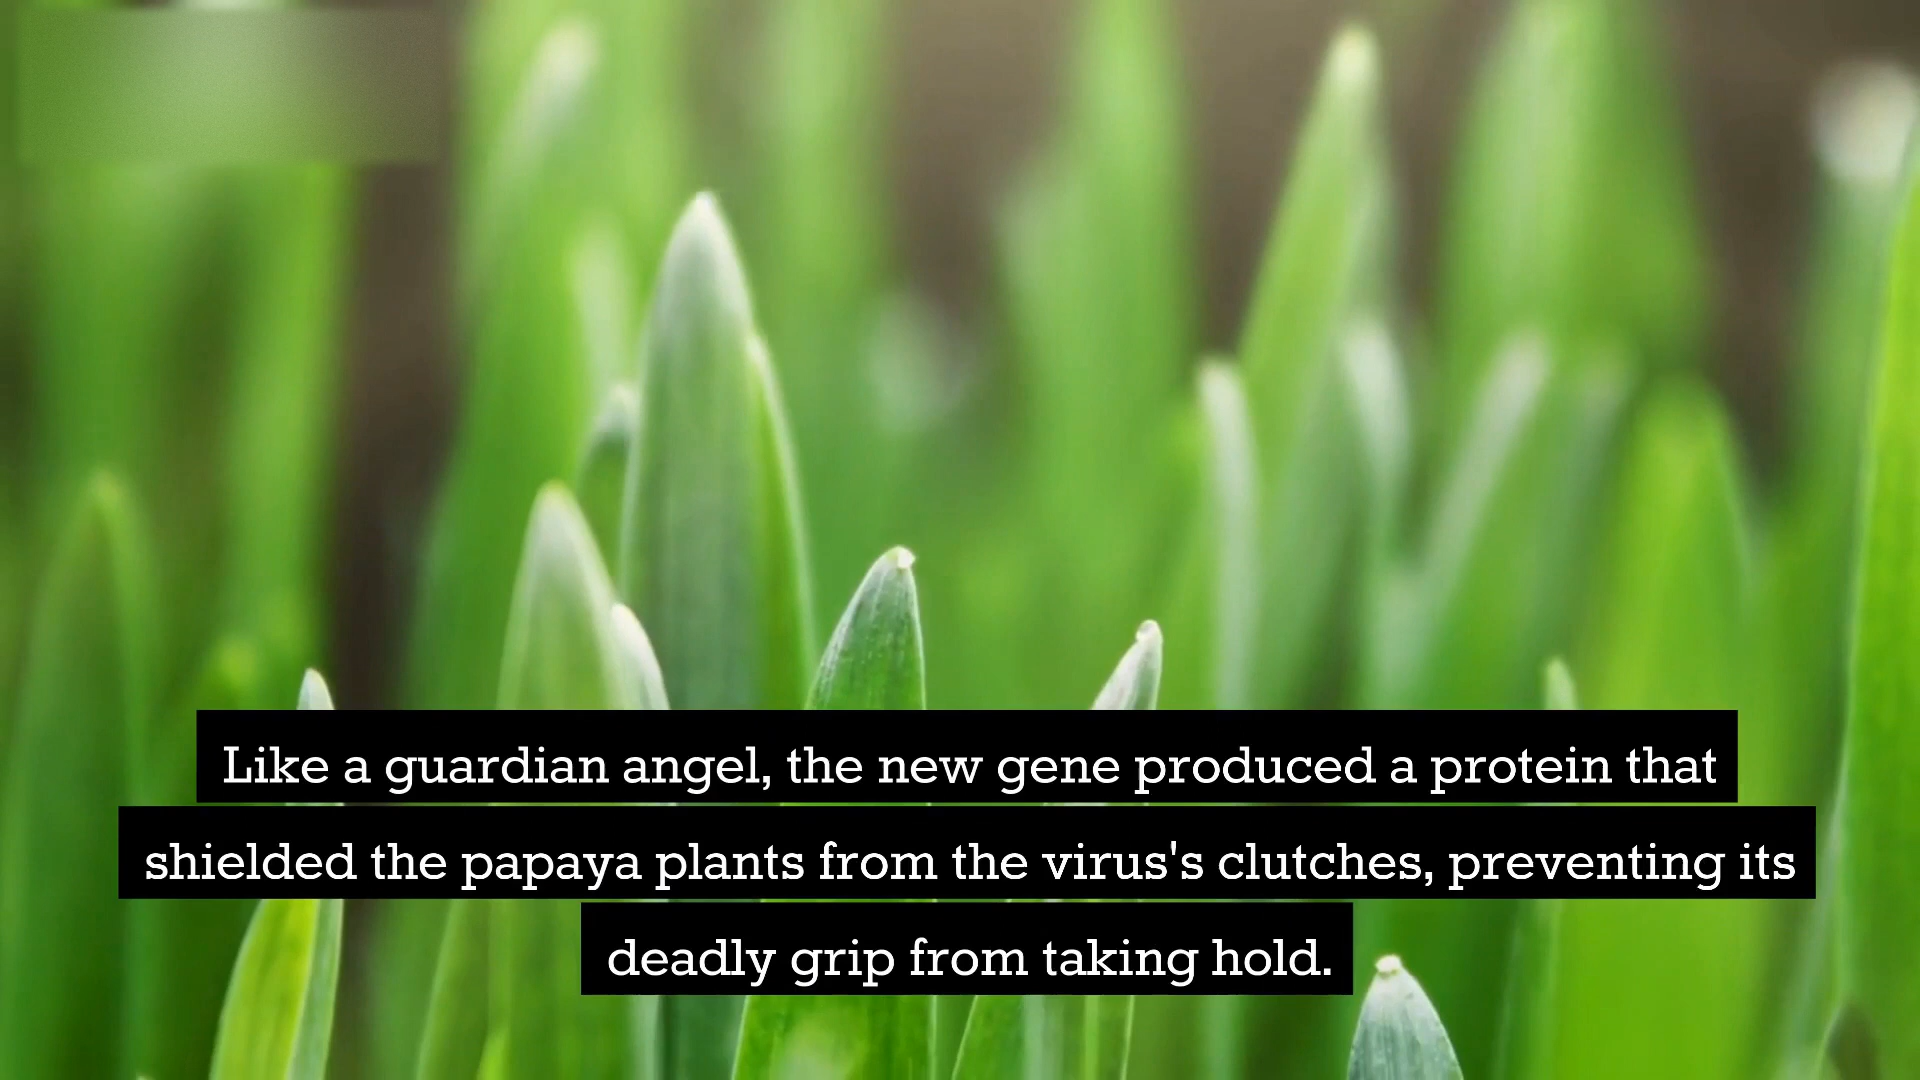 Like a guardian angel, the new gene produced a protein that
shielded the papaya plants from the virus's clutches, preventing its
deadly grip from taking hold.